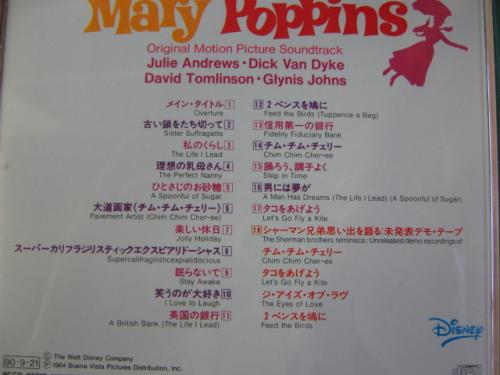 Mary Poppins
Original Motion Picture Soundtrack
Julie Andrews・Dick Van Dyke
David Tomlinson・Glynis Johns
メイン・タイトル 1
Overture
古い鎖をたち切って 2
Sister Suffragette
私のくらし 3
The Life I Lead
理想の乳母さん 4
The Perfect Nanny
ひとさじのお砂糖 5
A Spoonful of Sugar
大道画家(チム・チム・チェリー) 6
Pavement Artist (Chim Chim Cher-ee)
楽しい休日 7
Jolly Holiday
スーパーカリフラジリスティックエクスピアリドーシャス 8
Supercalifragilisticexpialidocious
眠らないで 9
Stay Awake
笑うのが大好き 10
I Love to Laugh
英国の銀行 11
A British Bank (The Life I Lead)
12 2ペンスを鳩に
Feed the Birds (Tuppence a Bag)
13 信用第一の銀行
Fidelity Fiduciary Bank
14 チム・チム・チェリー
Chim Chim Cher-ee
15 踊ろう、調子よく
Step in Time
16 男には夢が
A Man Has Dreams (The Life I Lead) (A Spoonful of Sugar)
17 タコをあげよう
Let's Go Fly a Kite
18 シャーマン兄弟思い出を語る:未発表デモ・テープ
The Sherman brothers reminisce: Unreleased demo recordings of
チム・チム・チェリー
Chim Chim Cher-ee
タコをあげよう
Let's Go Fly a Kite
ジ・アイズ・オブ・ラヴ
The Eyes of Love
2ペンスを鳩に
Feed the Birds
Disney
90・9・21 Ⓒ The Walt Disney Company
Ⓟ 1964 Buena Vista Pictures Distribution, Inc.